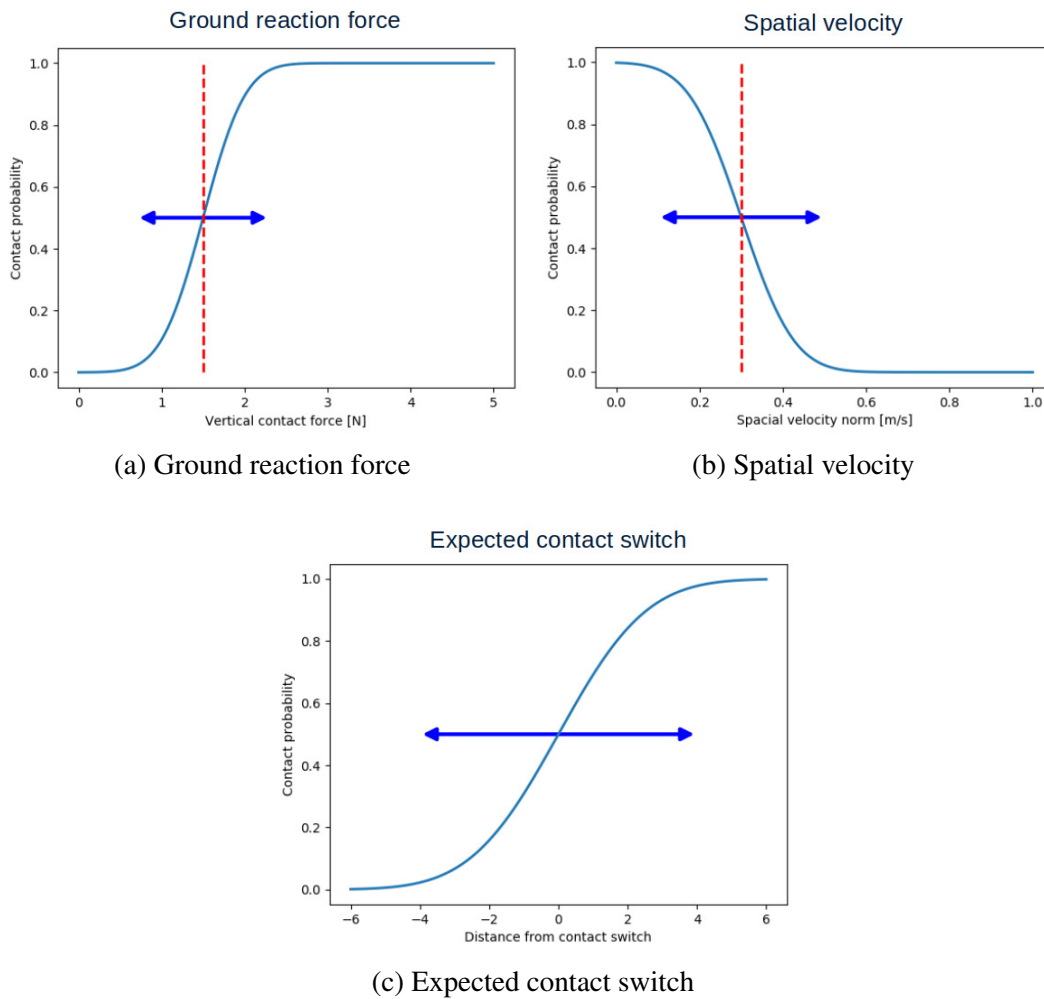 Ground reaction force
1.0
0.8
0.6
0.4
0.2
0.0
Contact probability
0 1 2 3 4 5
Vertical contact force [N]
(a) Ground reaction force
Spatial velocity
1.0
0.8
0.6
0.4
0.2
0.0
Contact probability
0.0 0.2 0.4 0.6 0.8 1.0
Spacial velocity norm [m/s]
(b) Spatial velocity
Expected contact switch
1.0
0.8
0.6
0.4
0.2
0.0
Contact probability
−6 −4 −2 0 2 4 6
Distance from contact switch
(c) Expected contact switch